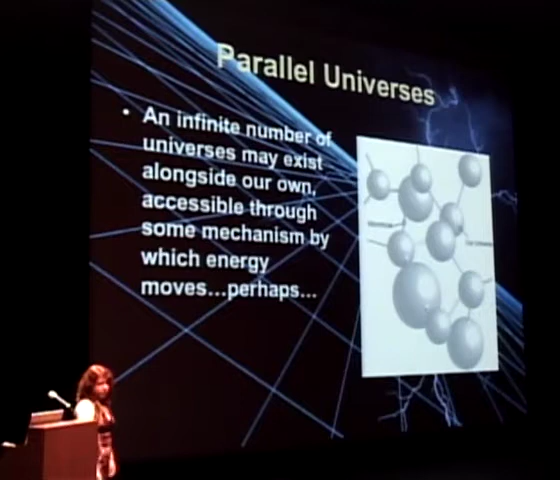 Parallel Universes
• An infinite number of
universes may exist
alongside our own,
accessible through
some mechanism by
which energy
moves...perhaps...